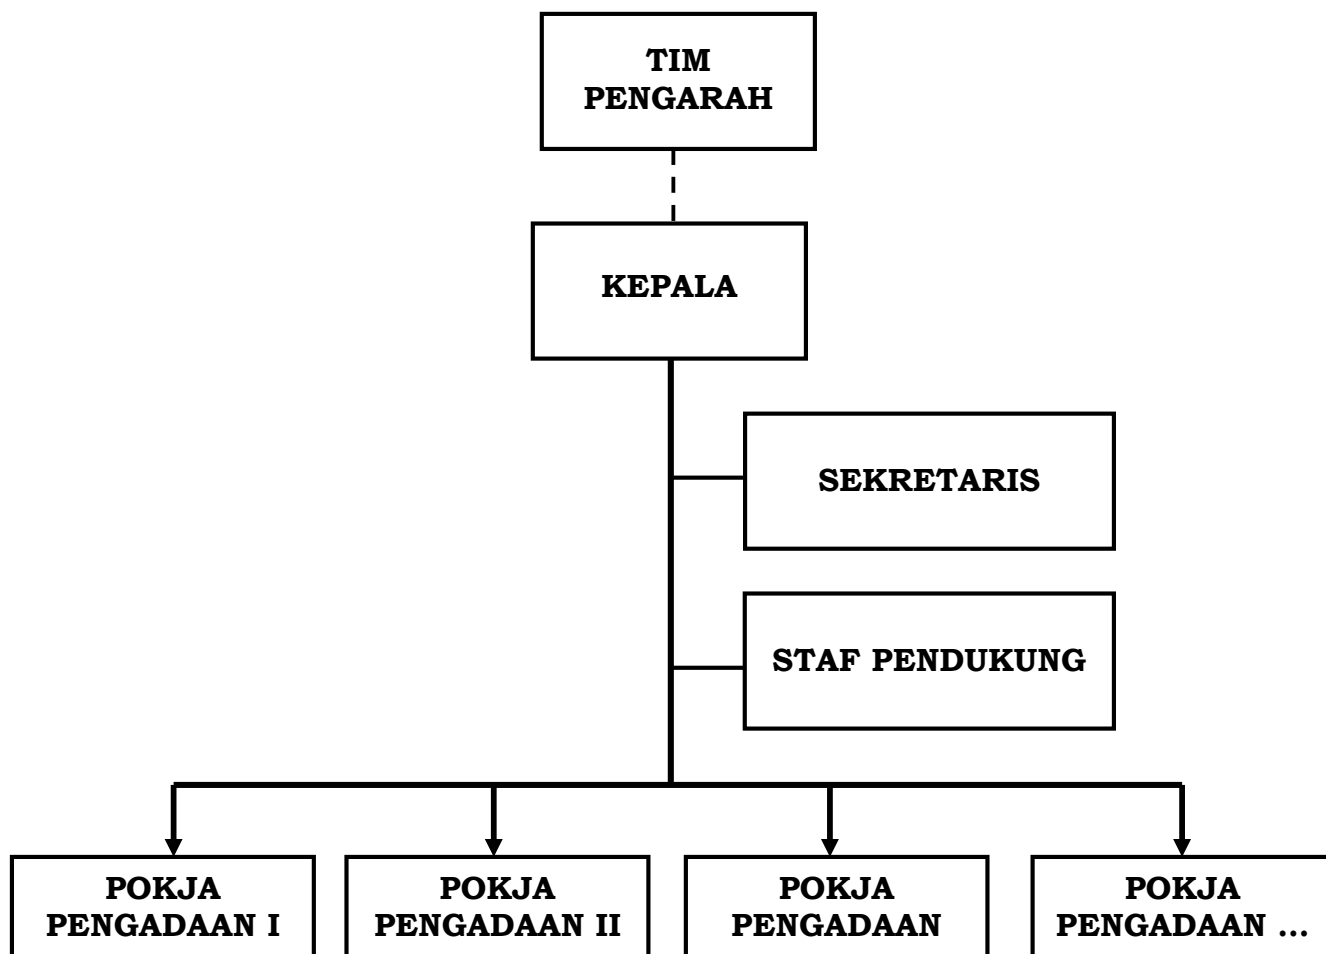 TIM
PENGARAH
KEPALA
SEKRETARIS
STAF PENDUKUNG
POKJA
PENGADAAN I
POKJA
PENGADAAN II
POKJA
PENGADAAN
POKJA
PENGADAAN ...